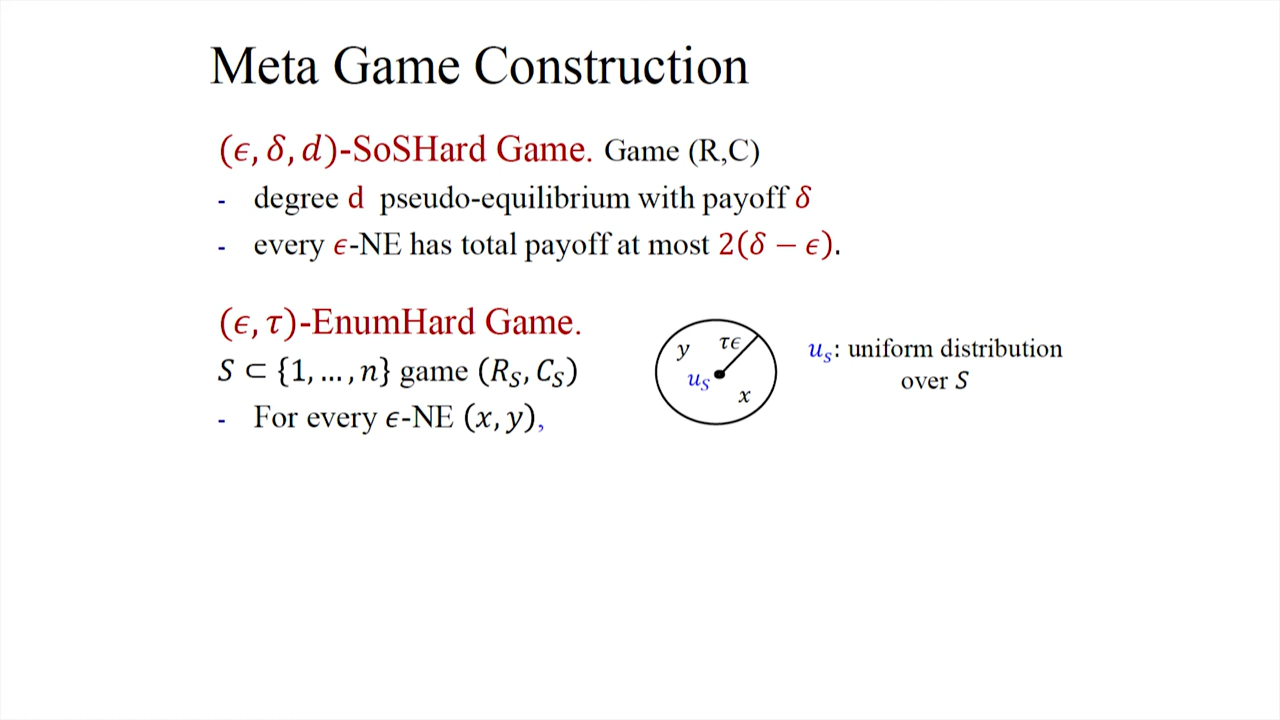 Meta Game Construction
(ϵ, δ, d)-SoSHard Game. Game (R,C)
- degree d pseudo-equilibrium with payoff δ
- every ϵ-NE has total payoff at most 2(δ − ϵ).
(ϵ, τ)-EnumHard Game.
S ⊂ {1, … , n} game (R_S, C_S)
- For every ϵ-NE (x, y),
y
τϵ
u_S
x
u_S: uniform distribution
over S